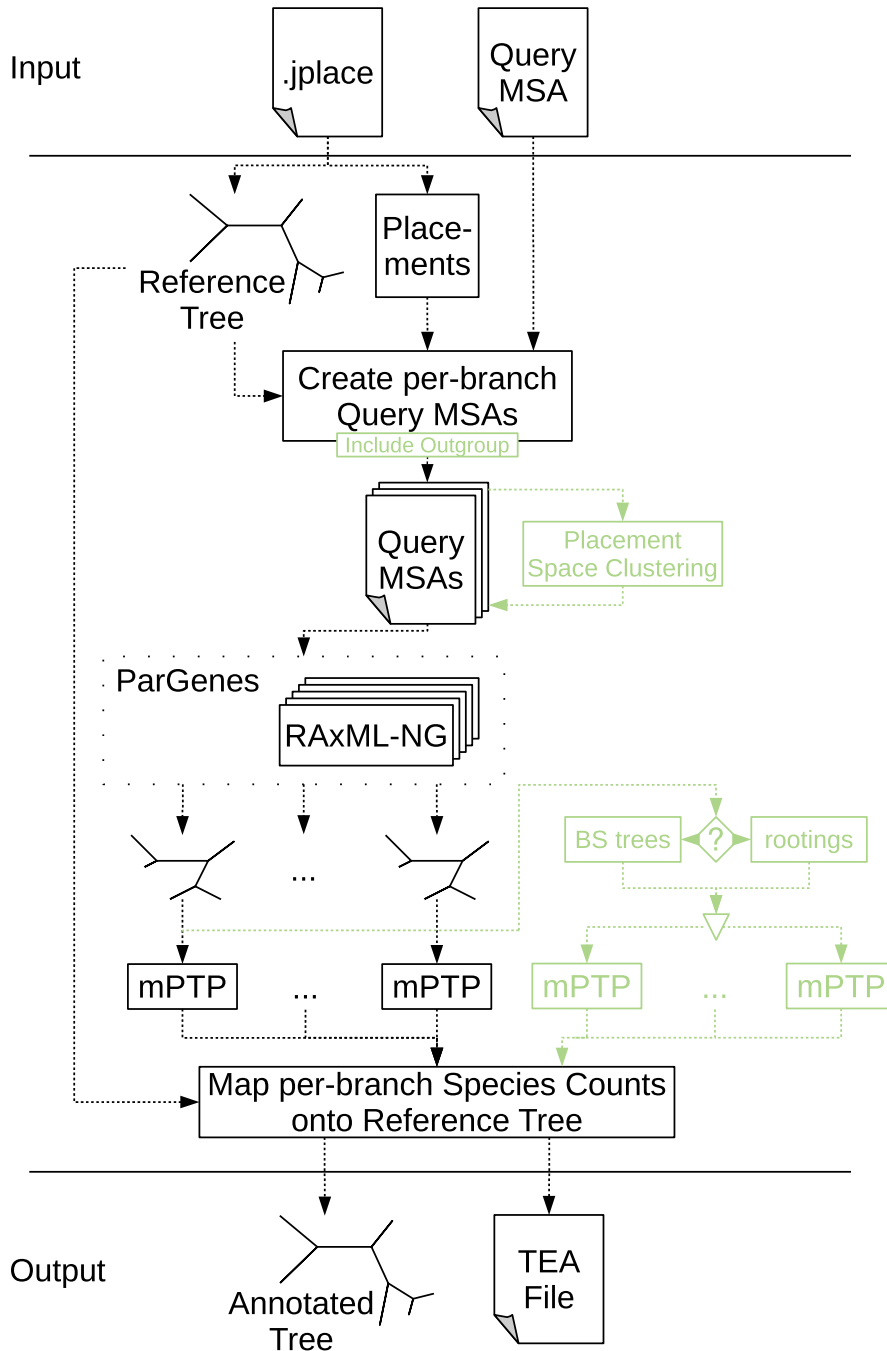 Input
.jplace
Query
MSA
Reference
Tree
Place-
ments
Create per-branch
Query MSAs
Include Outgroup
Query
MSAs
Placement
Space Clustering
ParGenes
RAxML-NG
...
BS trees
?
rootings
mPTP
...
mPTP
mPTP
...
mPTP
Map per-branch Species Counts
onto Reference Tree
Output
Annotated
Tree
TEA
File